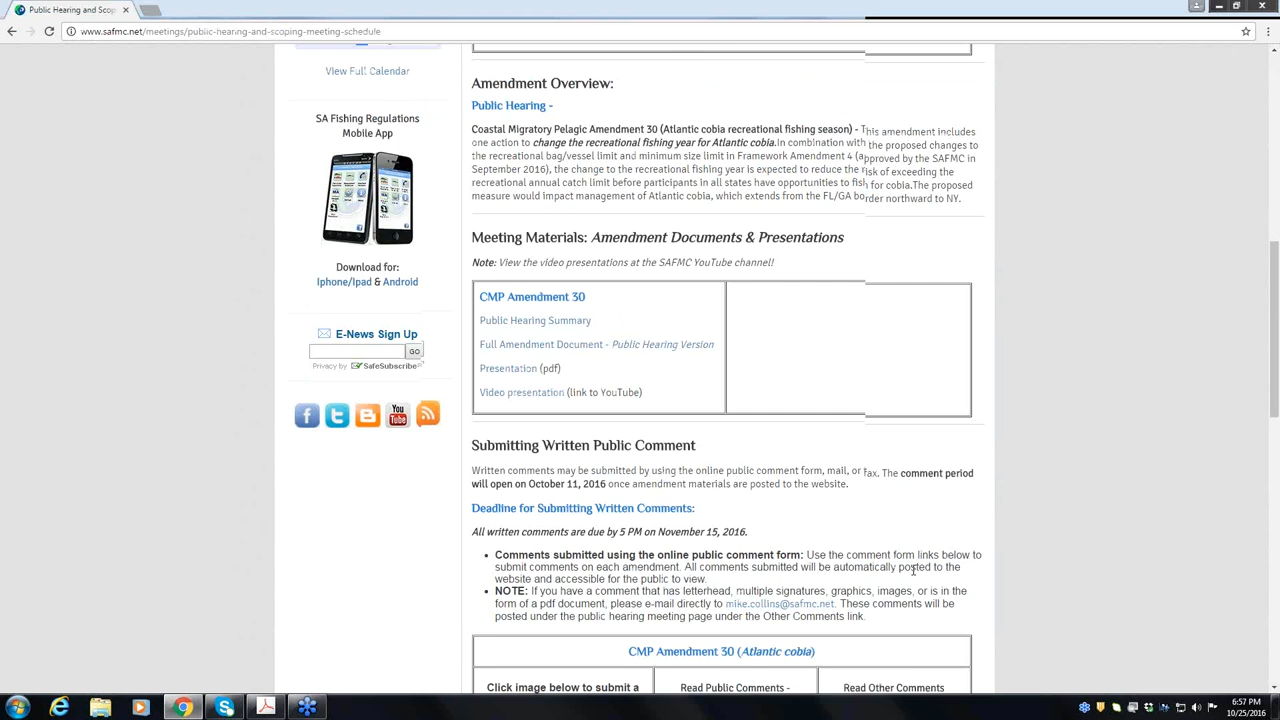 Public Hearing and Scop
www.safmc.net/meetings/public-hearing-and-scoping-meeting-schedule
View Full Calendar
SA Fishing Regulations
Mobile App
Download for:
Iphone/Ipad & Android
E-News Sign Up
GO
Privacy by SafeSubscribe
You
Tube
Amendment Overview:
Public Hearing -
Coastal Migratory Pelagic Amendment 30 (Atlantic cobia recreational fishing season) - This amendment includes
one action to change the recreational fishing year for Atlantic cobia.In combination with the proposed changes to
the recreational bag/vessel limit and minimum size limit in Framework Amendment 4 (approved by the SAFMC in
September 2016), the change to the recreational fishing year is expected to reduce the risk of exceeding the
recreational annual catch limit before participants in all states have opportunities to fish for cobia.The proposed
measure would impact management of Atlantic cobia, which extends from the FL/GA border northward to NY.
Meeting Materials: Amendment Documents & Presentations
Note: View the video presentations at the SAFMC YouTube channel!
CMP Amendment 30
Public Hearing Summary
Full Amendment Document - Public Hearing Version
Presentation (pdf)
Video presentation (link to YouTube)
Submitting Written Public Comment
Written comments may be submitted by using the online public comment form, mail, or fax. The comment period
will open on October 11, 2016 once amendment materials are posted to the website.
Deadline for Submitting Written Comments:
All written comments are due by 5 PM on November 15, 2016.
• Comments submitted using the online public comment form: Use the comment form links below to
submit comments on each amendment. All comments submitted will be automatically posted to the
website and accessible for the public to view.
• NOTE: If you have a comment that has letterhead, multiple signatures, graphics, images, or is in the
form of a pdf document, please e-mail directly to mike.collins@safmc.net. These comments will be
posted under the public hearing meeting page under the Other Comments link.
CMP Amendment 30 (Atlantic cobia)
Click image below to submit a
Read Public Comments -
Read Other Comments
6:57 PM
10/25/2016